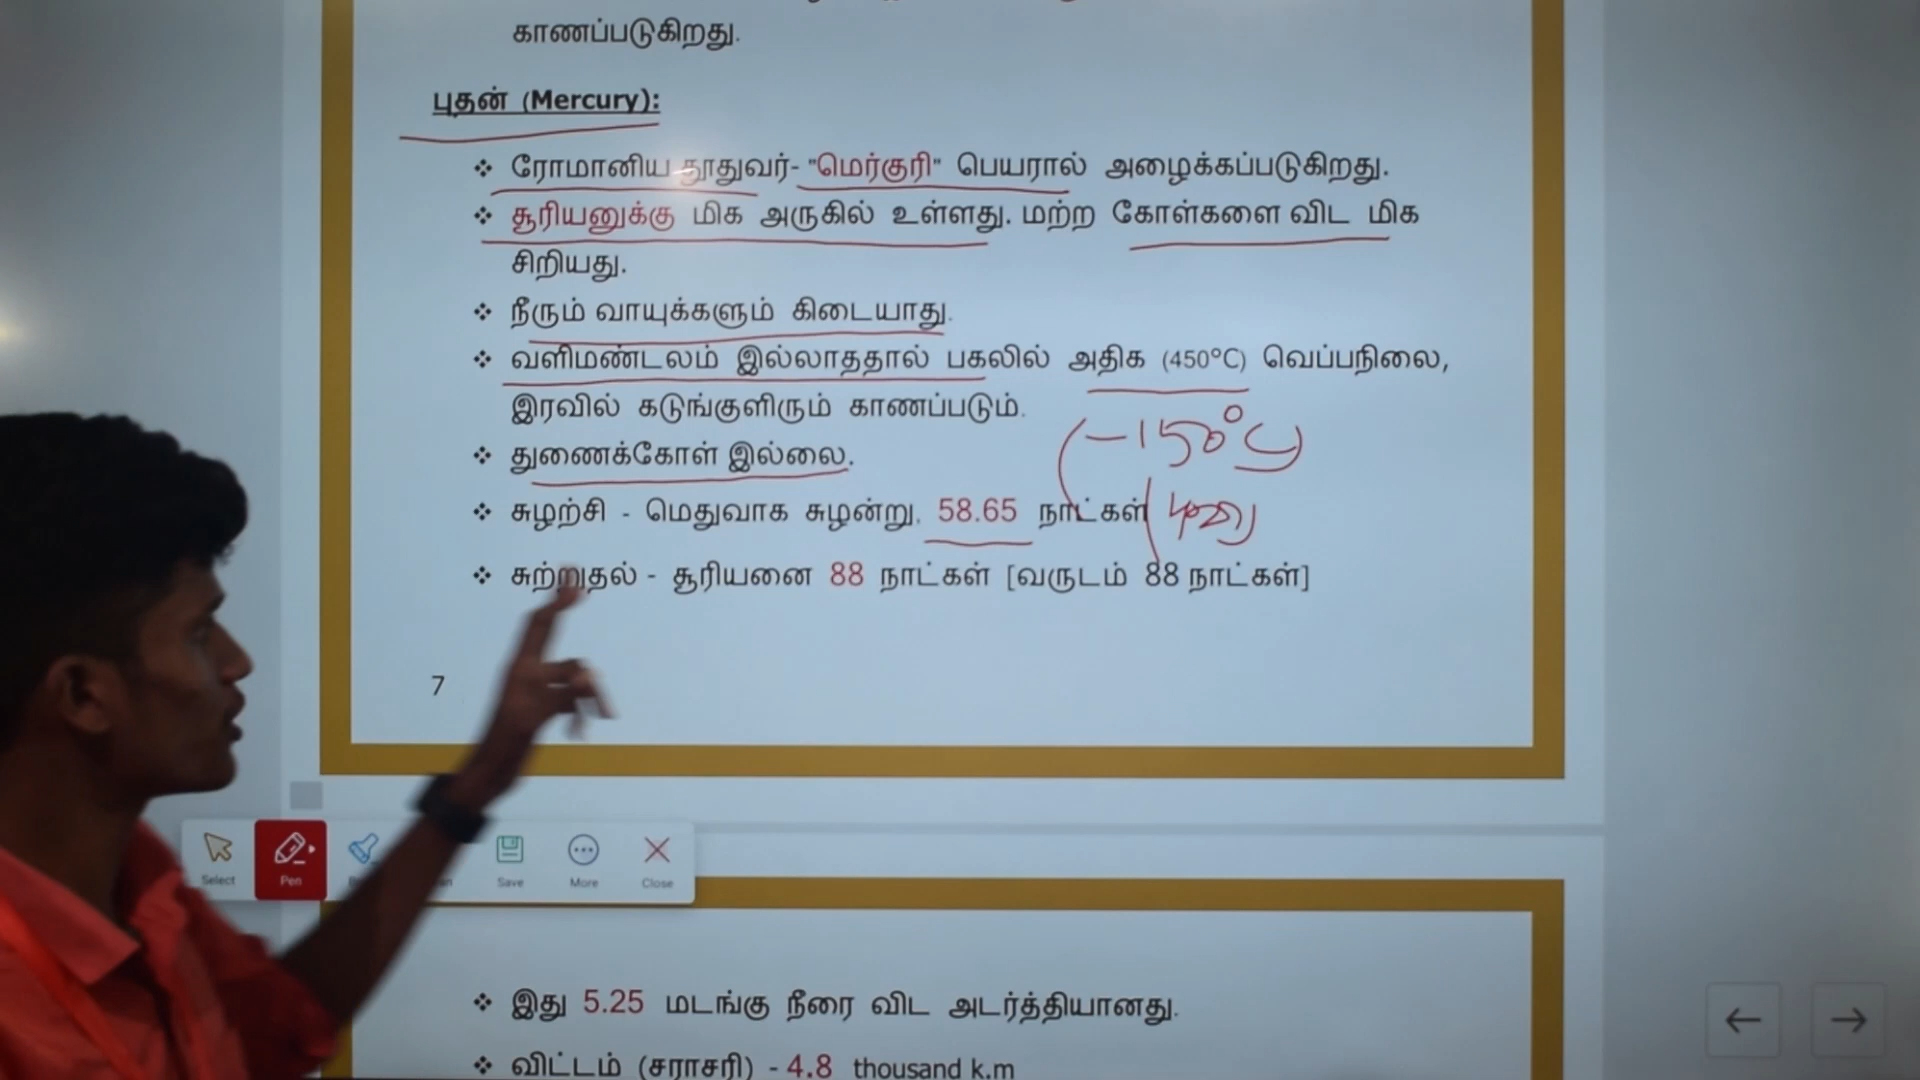 காணப்படுகிறது.
புதன் (Mercury):
❖ ரோமானிய தூதுவர்- "மெர்குரி" பெயரால் அழைக்கப்படுகிறது.
❖ சூரியனுக்கு மிக அருகில் உள்ளது. மற்ற கோள்களை விட மிக
சிறியது.
❖ நீரும் வாயுக்களும் கிடையாது.
❖ வளிமண்டலம் இல்லாததால் பகலில் அதிக (450°C) வெப்பநிலை,
இரவில் கடுங்குளிரும் காணப்படும்.
(-150°C)
❖ துணைக்கோள் இல்லை.
❖ சுழற்சி - மெதுவாக சுழன்று, 58.65 நாட்கள்
❖ சுற்றுதல் - சூரியனை 88 நாட்கள் [வருடம் 88 நாட்கள்]
7
Select
Pen
Save
More
Close
❖ இது 5.25 மடங்கு நீரை விட அடர்த்தியானது.
❖ விட்டம் (சராசரி) - 4.8 thousand k.m